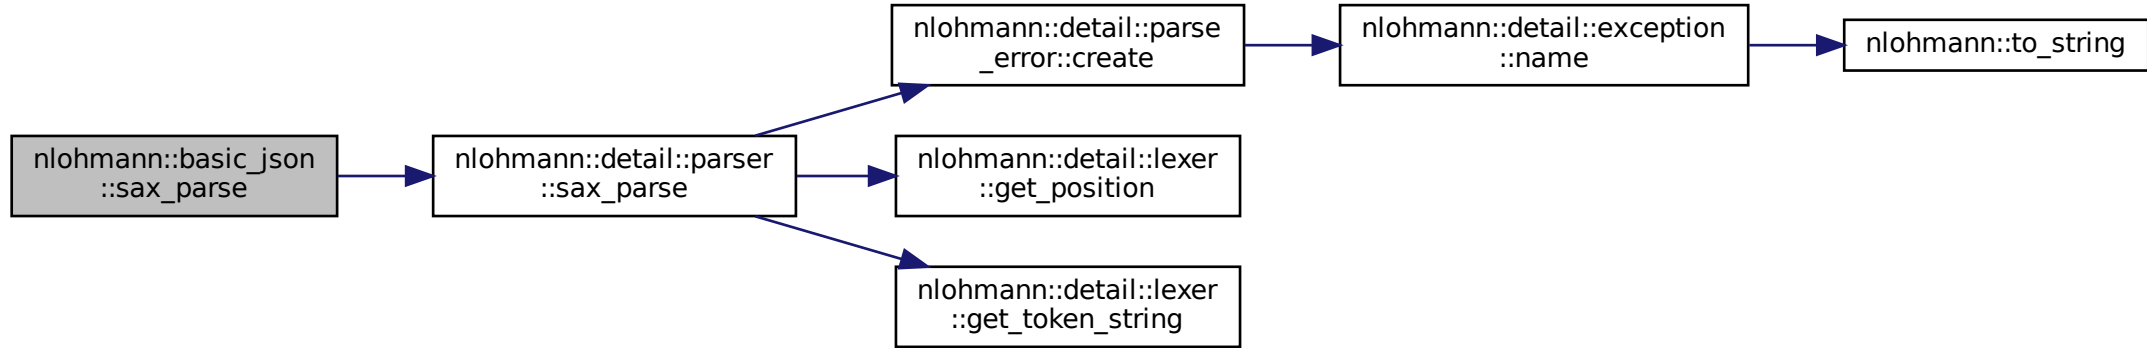 nlohmann::basic_json
::sax_parse
nlohmann::detail::parser
::sax_parse
nlohmann::detail::parse
_error::create
nlohmann::detail::exception
::name
nlohmann::to_string
nlohmann::detail::lexer
::get_position
nlohmann::detail::lexer
::get_token_string